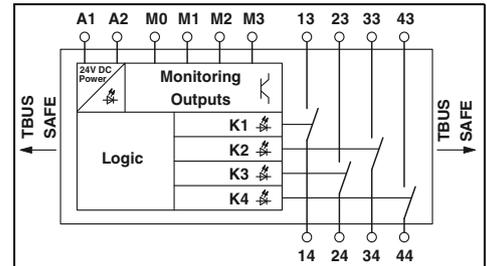 A1 A2 M0 M1 M2 M3 13 23 33 43
24V DC
Power
Monitoring
Outputs
TBUS
SAFE
TBUS
SAFE
Logic
K1
K2
K3
K4
14 24 34 44